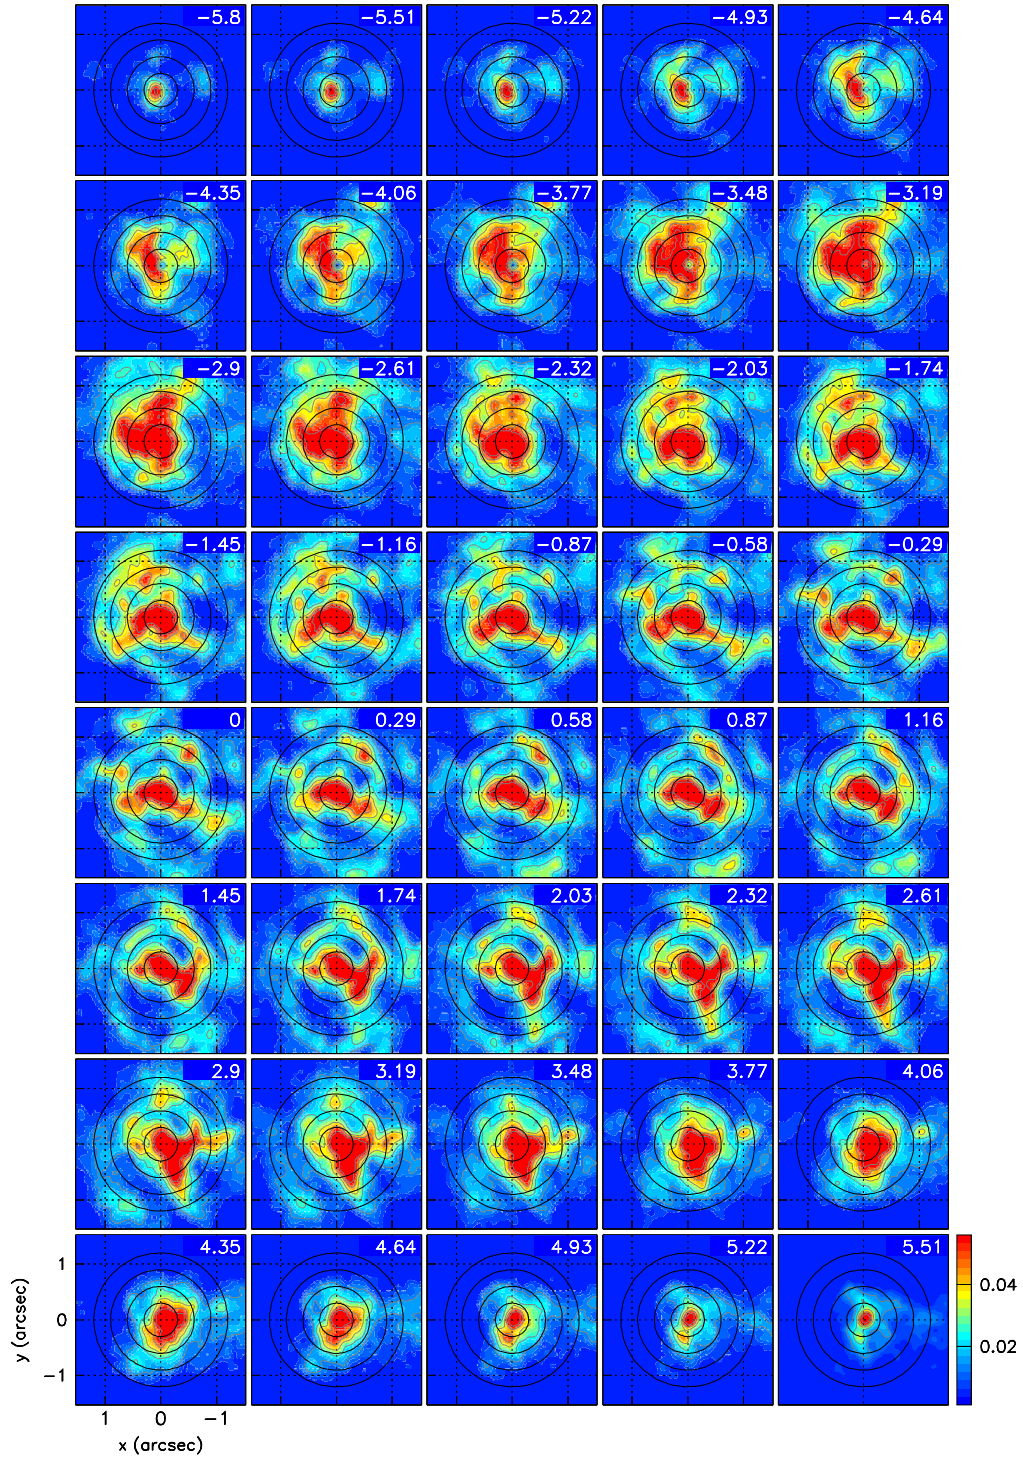 −5.8 −5.51 −5.22 −4.93 −4.64
−4.35 −4.06 −3.77 −3.48 −3.19
−2.9 −2.61 −2.32 −2.03 −1.74
−1.45 −1.16 −0.87 −0.58 −0.29
0 0.29 0.58 0.87 1.16
1.45 1.74 2.03 2.32 2.61
2.9 3.19 3.48 3.77 4.06
4.35 4.64 4.93 5.22 5.51
1
0
−1
y (arcsec)
1 0 −1
x (arcsec)
0.04
0.02